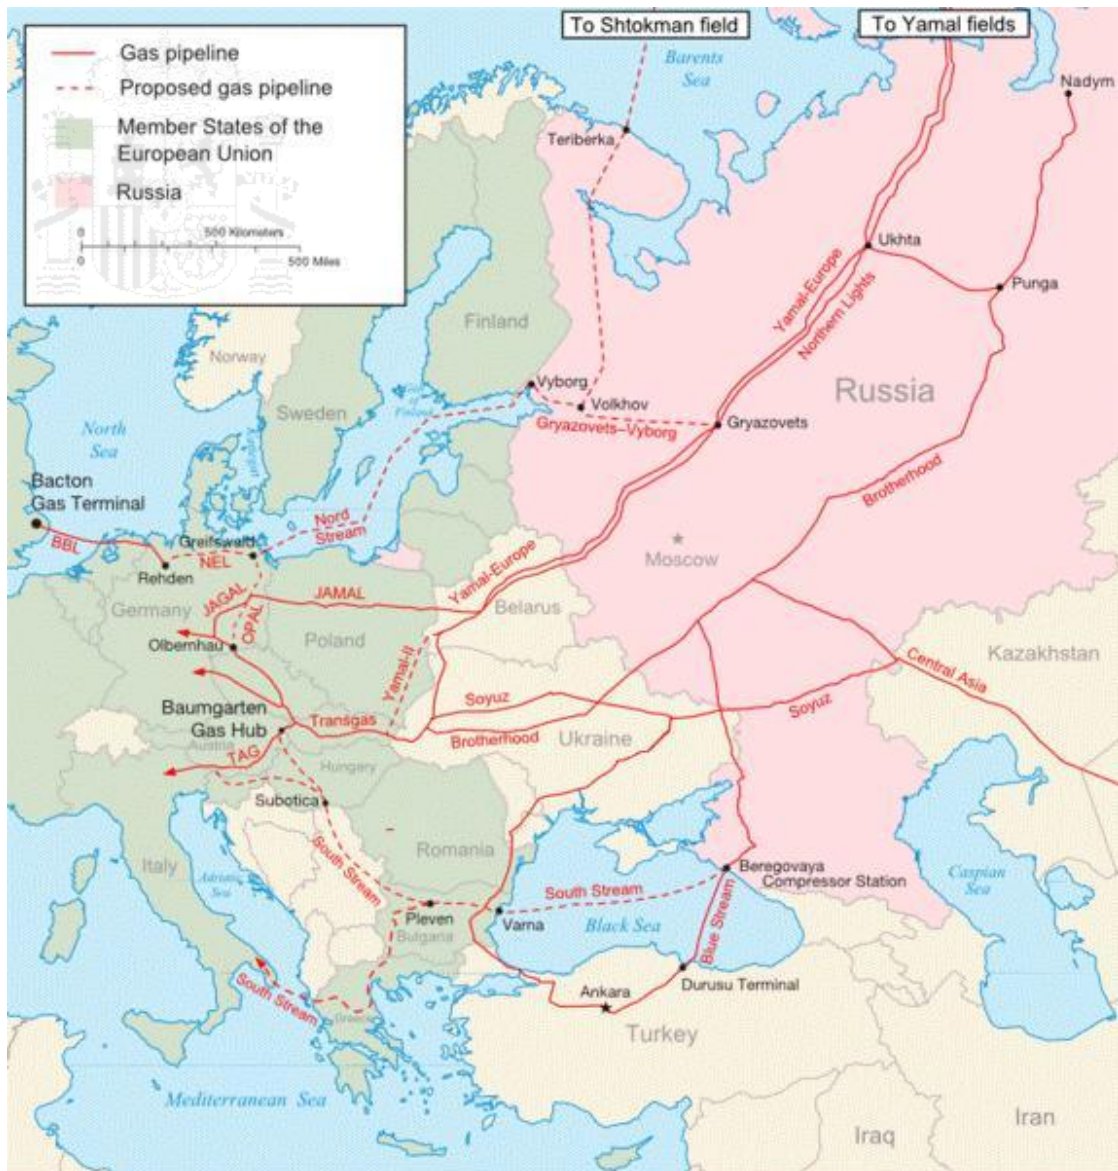 To Shtokman field
To Yamal fields
Gas pipeline
Proposed gas pipeline
Member States of the
European Union
Russia
0
500 Kilometers
0
500 Miles
Barents
Sea
Nadym
Teriberka
Ukhta
Punga
Yamal-Europe
Northern Lights
Finland
Norway
Sweden
Russia
Vyborg
Volkhov
Gryazovets–Vyborg
Gryazovets
North
Sea
Bacton
Gas Terminal
BBL
Brotherhood
Nord
Stream
Greifswald
NEL
Rehden
Moscow
Yamal-Europe
Belarus
Germany
JAGAL
JAMAL
OPAL
Poland
Olbernhau
Yamal-II
Kazakhstan
Central Asia
Soyuz
Soyuz
Baumgarten
Gas Hub
Transgas
Brotherhood
Ukraine
Austria
TAG
Hungary
Subotica
South Stream
Romania
Italy
Adriatic
Sea
Beregovaya
Compressor Station
Caspian
Sea
South Stream
Pleven
Bulgaria
Varna
Black Sea
Blue Stream
South Stream
Greece
Ankara
Durusu Terminal
Turkey
Mediterranean Sea
Iraq
Iran